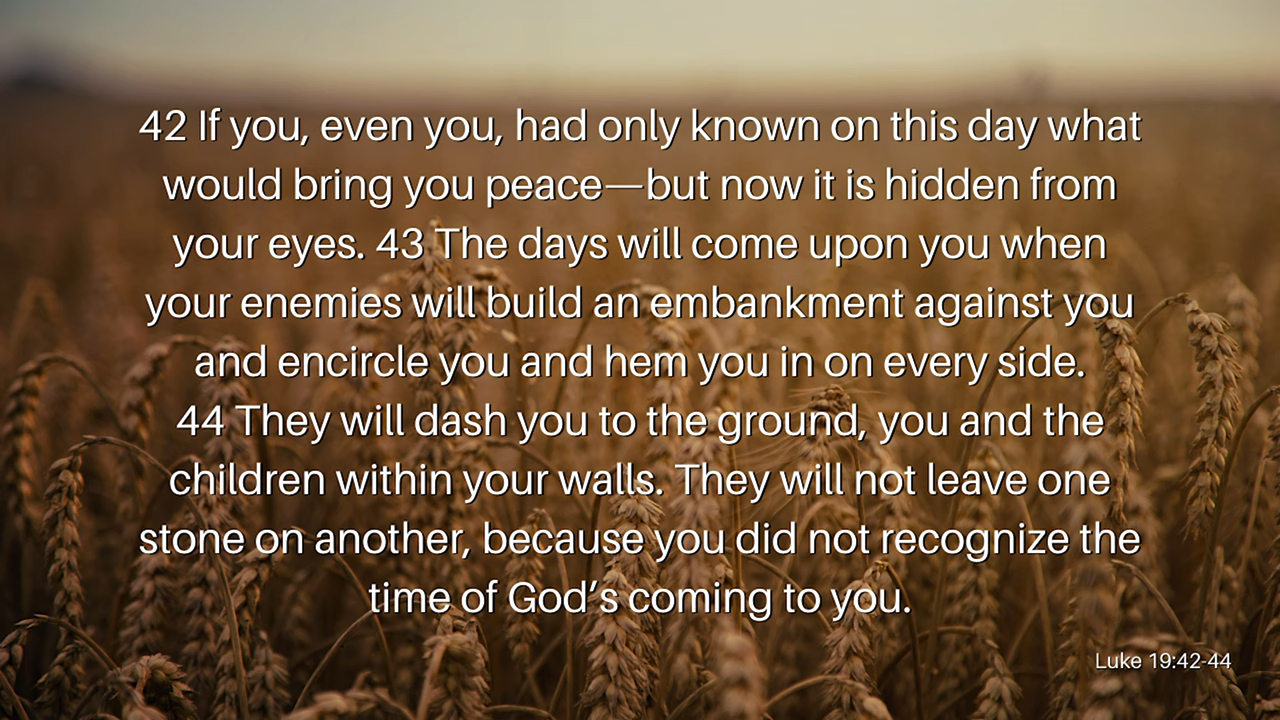 42 If you, even you, had only known on this day what
would bring you peace—but now it is hidden from
your eyes. 43 The days will come upon you when
your enemies will build an embankment against you
and encircle you and hem you in on every side.
44 They will dash you to the ground, you and the
children within your walls. They will not leave one
stone on another, because you did not recognize the
time of God’s coming to you.
Luke 19:42-44